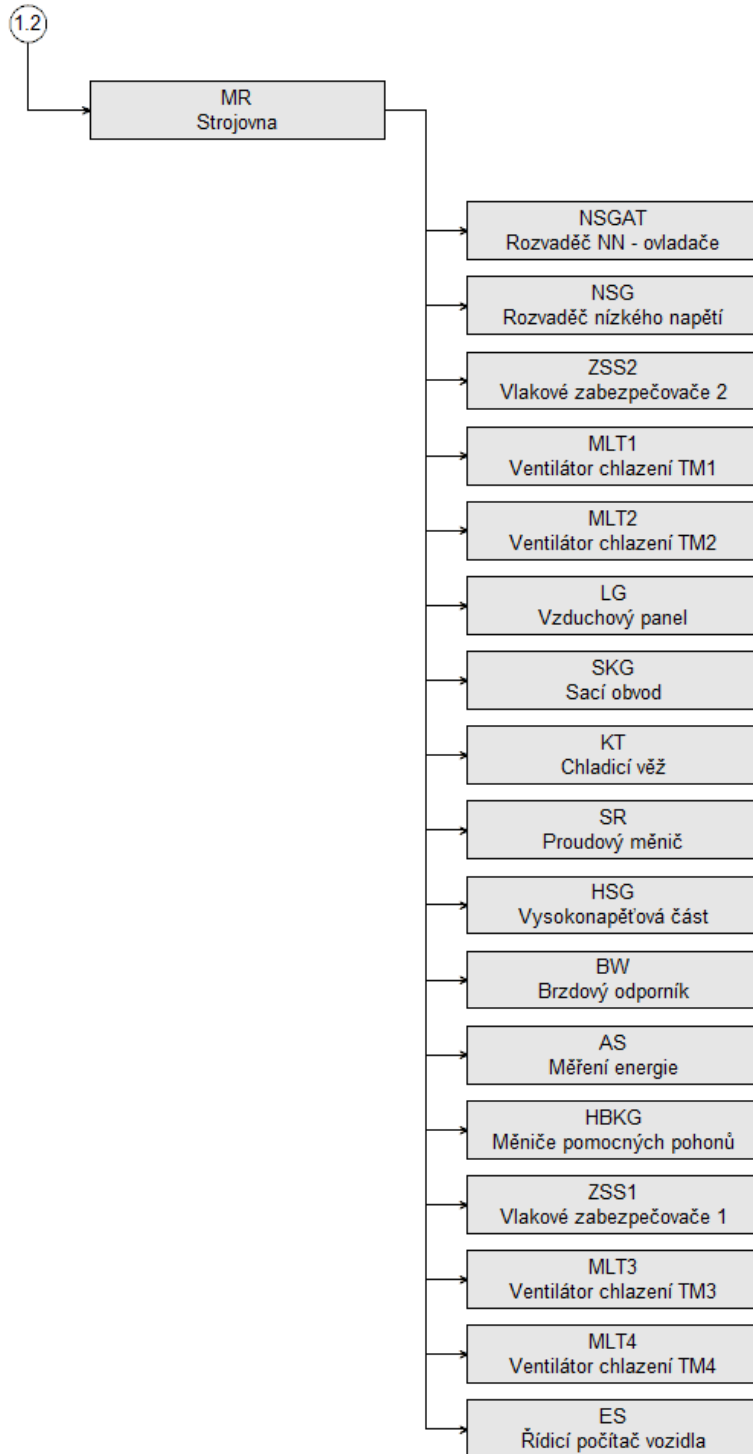 1.2
MR
Strojovna
NSGAT
Rozvaděč NN - ovladače
NSG
Rozvaděč nízkého napětí
ZSS2
Vlakové zabezpečovače 2
MLT1
Ventilátor chlazení TM1
MLT2
Ventilátor chlazení TM2
LG
Vzduchový panel
SKG
Sací obvod
KT
Chladicí věž
SR
Proudový měnič
HSG
Vysokonapěťová část
BW
Brzdový odporník
AS
Měření energie
HBKG
Měniče pomocných pohonů
ZSS1
Vlakové zabezpečovače 1
MLT3
Ventilátor chlazení TM3
MLT4
Ventilátor chlazení TM4
ES
Řídicí počítač vozidla